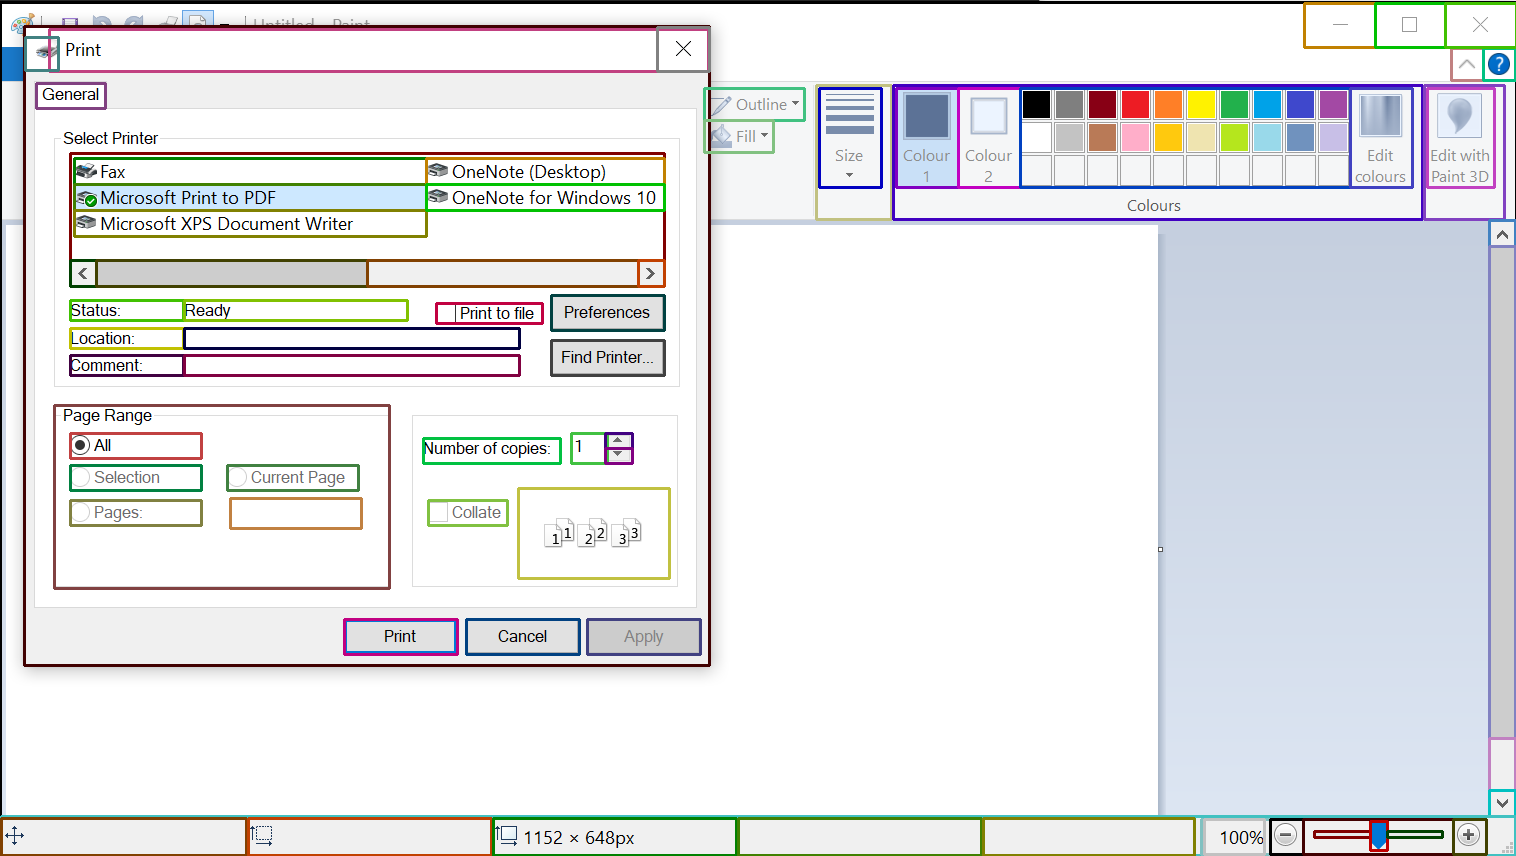 Untitled - Paint
Print
General
Outline
Fill
Size
Colour
1
Colour
2
Edit
colours
Edit with
Paint 3D
Colours
Select Printer
Fax
OneNote (Desktop)
Microsoft Print to PDF
OneNote for Windows 10
Microsoft XPS Document Writer
Status:
Ready
Print to file
Preferences
Location:
Comment:
Find Printer...
Page Range
All
Selection
Current Page
Pages:
Number of copies:
1
Collate
1 1 2 2 3 3
Print
Cancel
Apply
1152 × 648px
100%